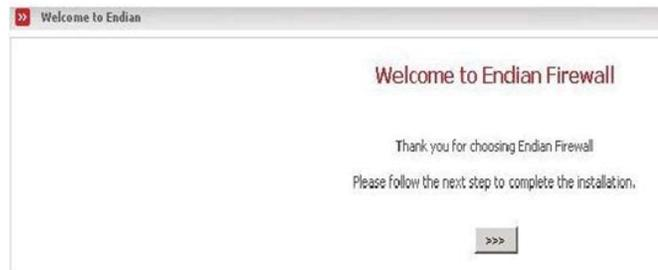 » Welcome to Endian
Welcome to Endian Firewall
Thank you for choosing Endian Firewall
Please follow the next step to complete the installation.
>>>